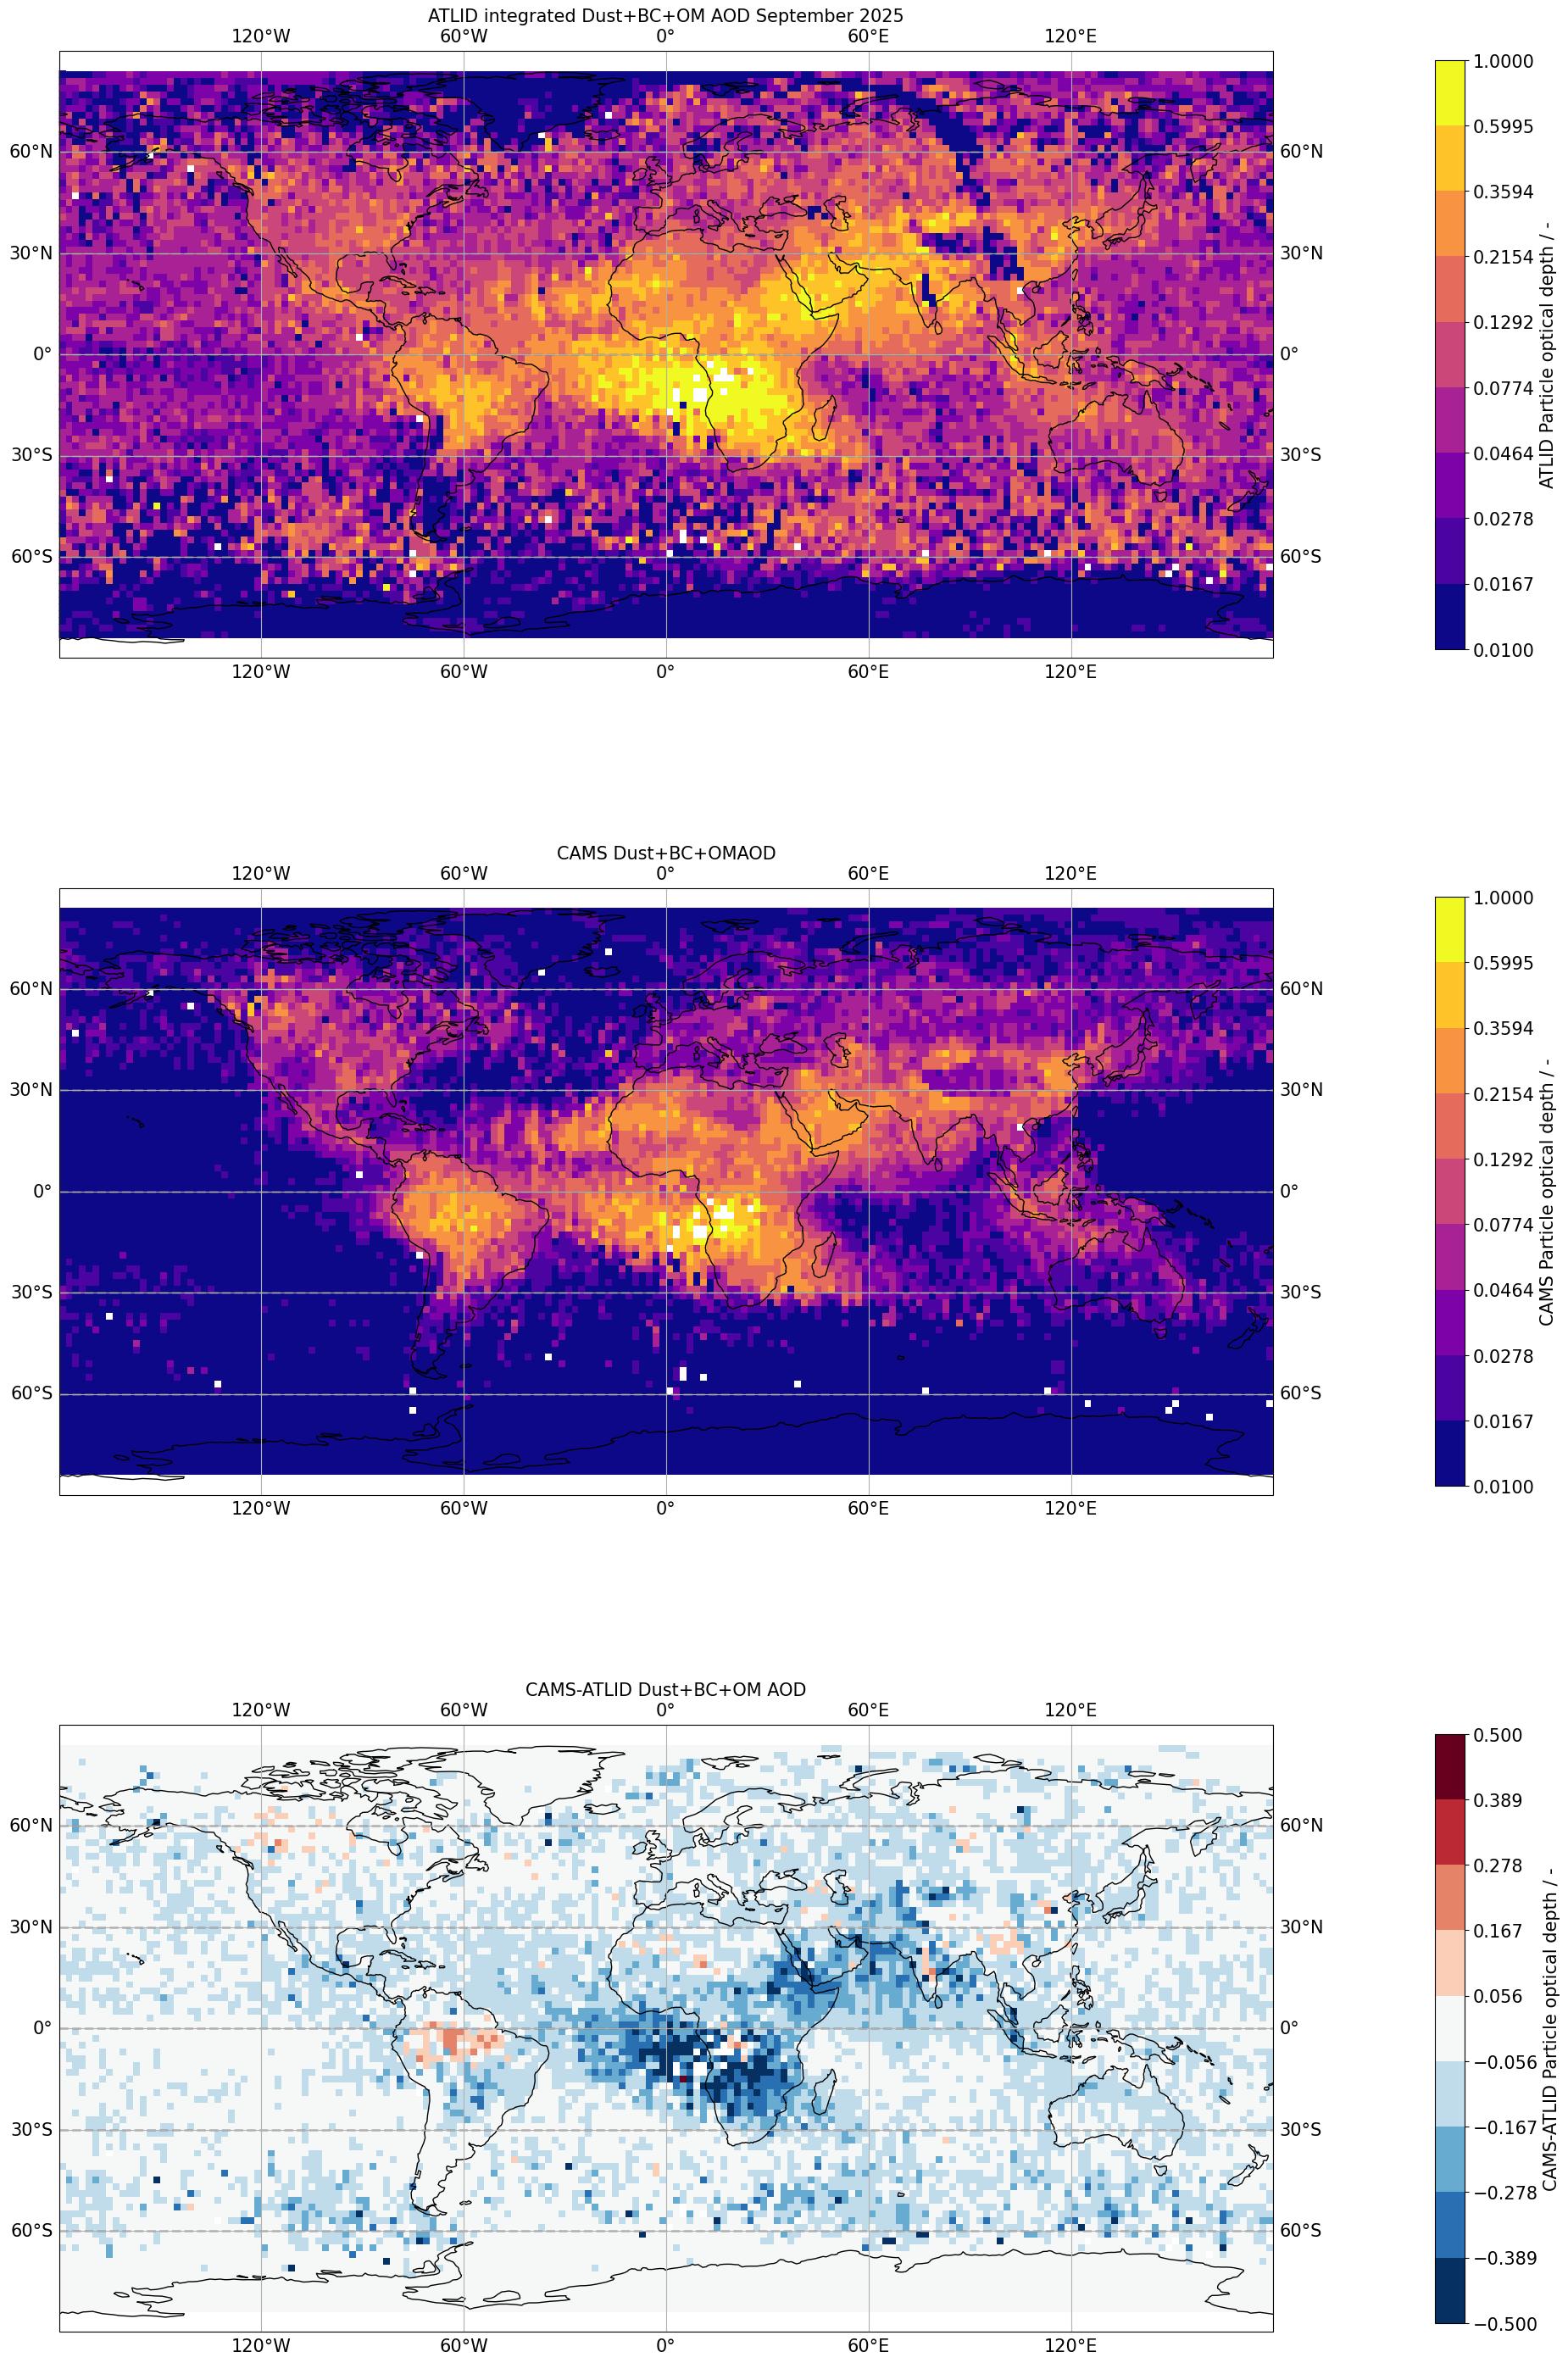 ATLID integrated Dust+BC+OM AOD September 2025
120°W 60°W 0° 60°E 120°E
60°N 60°N
30°N 30°N
0° 0°
30°S 30°S
60°S 60°S
120°W 60°W 0° 60°E 120°E
1.0000
0.5995
0.3594
0.2154
0.1292
0.0774
0.0464
0.0278
0.0167
0.0100
ATLID Particle optical depth / -
CAMS Dust+BC+OMAOD
120°W 60°W 0° 60°E 120°E
60°N 60°N
30°N 30°N
0° 0°
30°S 30°S
60°S 60°S
120°W 60°W 0° 60°E 120°E
1.0000
0.5995
0.3594
0.2154
0.1292
0.0774
0.0464
0.0278
0.0167
0.0100
CAMS Particle optical depth / -
CAMS-ATLID Dust+BC+OM AOD
120°W 60°W 0° 60°E 120°E
60°N 60°N
30°N 30°N
0° 0°
30°S 30°S
60°S 60°S
120°W 60°W 0° 60°E 120°E
0.500
0.389
0.278
0.167
0.056
−0.056
−0.167
−0.278
−0.389
−0.500
CAMS-ATLID Particle optical depth / -